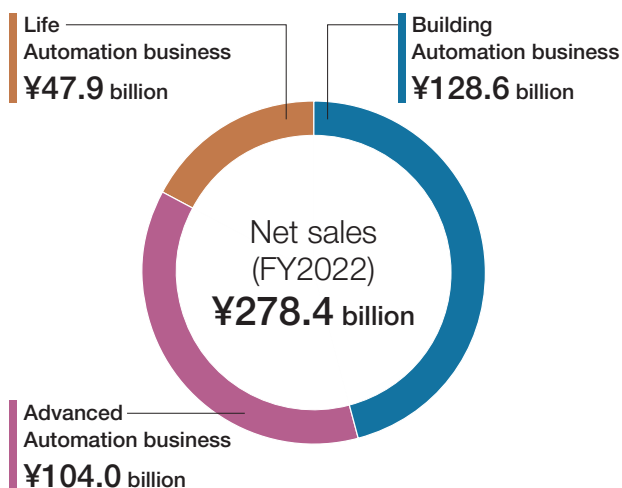 Life
Automation business
¥47.9 billion
Building
Automation business
¥128.6 billion
Net sales
(FY2022)
¥278.4 billion
Advanced
Automation business
¥104.0 billion